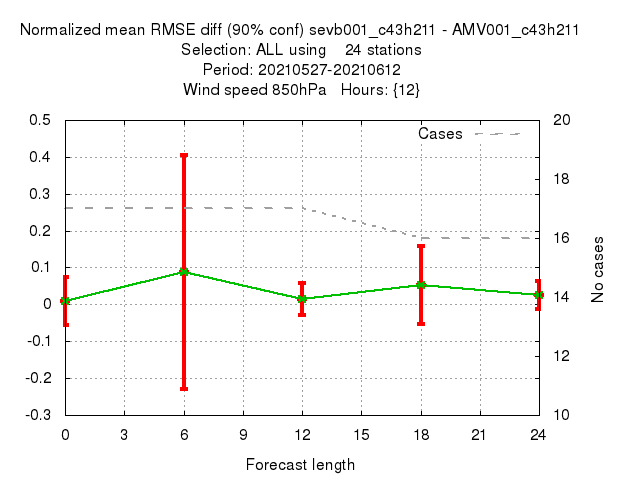 Normalized mean RMSE diff (90% conf) sevb001_c43h211 - AMV001_c43h211
Selection: ALL using    24 stations
Period: 20210527-20210612
Wind speed 850hPa   Hours: {12}
Cases
0.5
0.4
0.3
0.2
0.1
0
-0.1
-0.2
-0.3
20
18
16
14
12
10
No cases
0 3 6 9 12 15 18 21 24
Forecast length